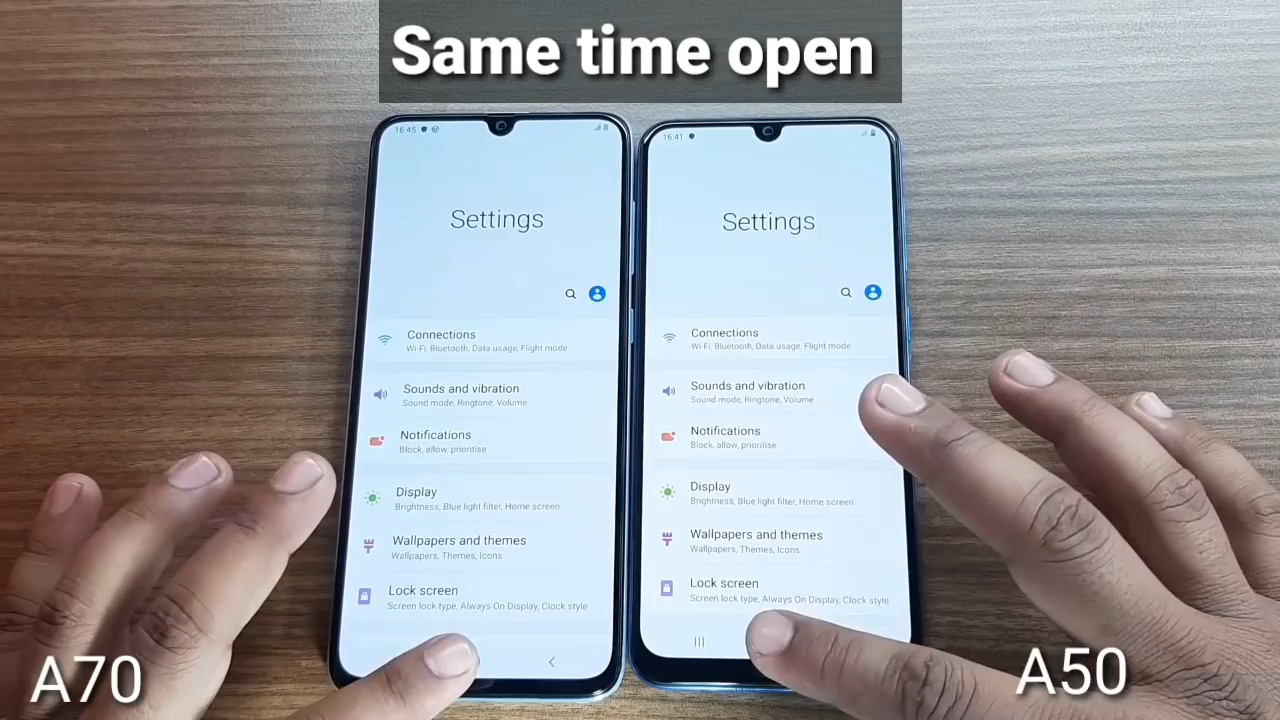 Same time open
16:45
Settings
Connections
Wi-Fi, Bluetooth, Data usage, Flight mode
Sounds and vibration
Sound mode, Ringtone, Volume
Notifications
Block, allow, prioritise
Display
Brightness, Blue light filter, Home screen
Wallpapers and themes
Wallpapers, Themes, Icons
Lock screen
Screen lock type, Always On Display, Clock style
16:41
Settings
Connections
Wi-Fi, Bluetooth, Data usage, Flight mode
Sounds and vibration
Sound mode, Ringtone, Volume
Notifications
Block, allow, prioritise
Display
Brightness, Blue light filter, Home screen
Wallpapers and themes
Wallpapers, Themes, Icons
Lock screen
Screen lock type, Always On Display, Clock style
A70
A50